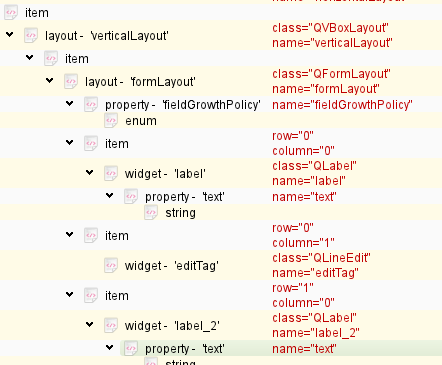 item
layout - 'verticalLayout' class="QVBoxLayout"
name="verticalLayout"
item
layout - 'formLayout' class="QFormLayout"
name="formLayout"
property - 'fieldGrowthPolicy' name="fieldGrowthPolicy"
enum
item row="0"
column="0"
widget - 'label' class="QLabel"
name="label"
property - 'text' name="text"
string
item row="0"
column="1"
widget - 'editTag' class="QLineEdit"
name="editTag"
item row="1"
column="0"
widget - 'label_2' class="QLabel"
name="label_2"
property - 'text' name="text"
string